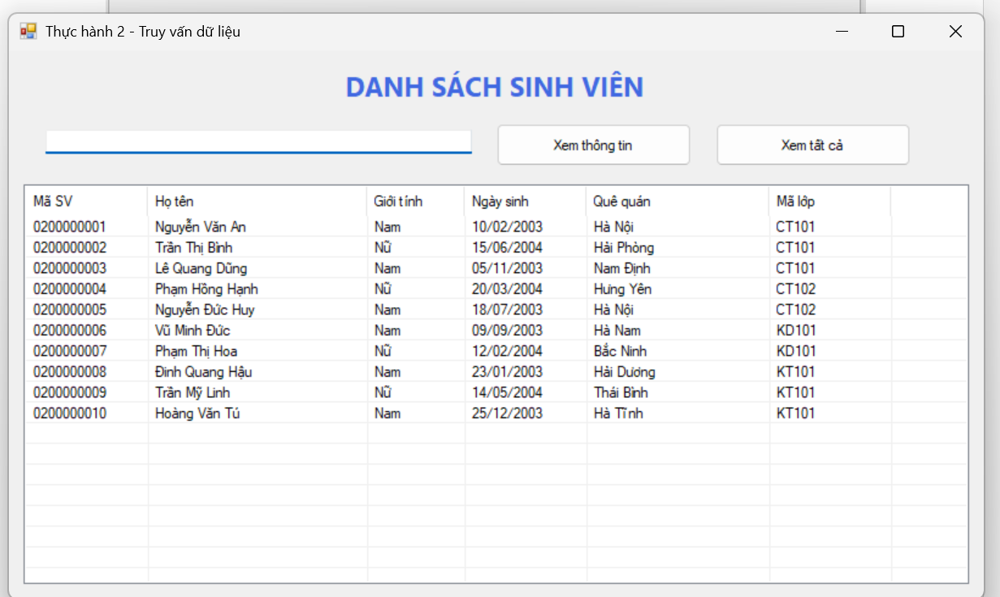 Thực hành 2 - Truy vấn dữ liệu
DANH SÁCH SINH VIÊN
Xem thông tin Xem tất cả
Mã SV Họ tên Giới tính Ngày sinh Quê quán Mã lớp
0200000001 Nguyễn Văn An Nam 10/02/2003 Hà Nội CT101
0200000002 Trần Thị Bình Nữ 15/06/2004 Hải Phòng CT101
0200000003 Lê Quang Dũng Nam 05/11/2003 Nam Định CT101
0200000004 Phạm Hồng Hạnh Nữ 20/03/2004 Hưng Yên CT102
0200000005 Nguyễn Đức Huy Nam 18/07/2003 Hà Nội CT102
0200000006 Vũ Minh Đức Nam 09/09/2003 Hà Nam KD101
0200000007 Phạm Thị Hoa Nữ 12/02/2004 Bắc Ninh KD101
0200000008 Đinh Quang Hậu Nam 23/01/2003 Hải Dương KT101
0200000009 Trần Mỹ Linh Nữ 14/05/2004 Thái Bình KT101
0200000010 Hoàng Văn Tú Nam 25/12/2003 Hà Tĩnh KT101